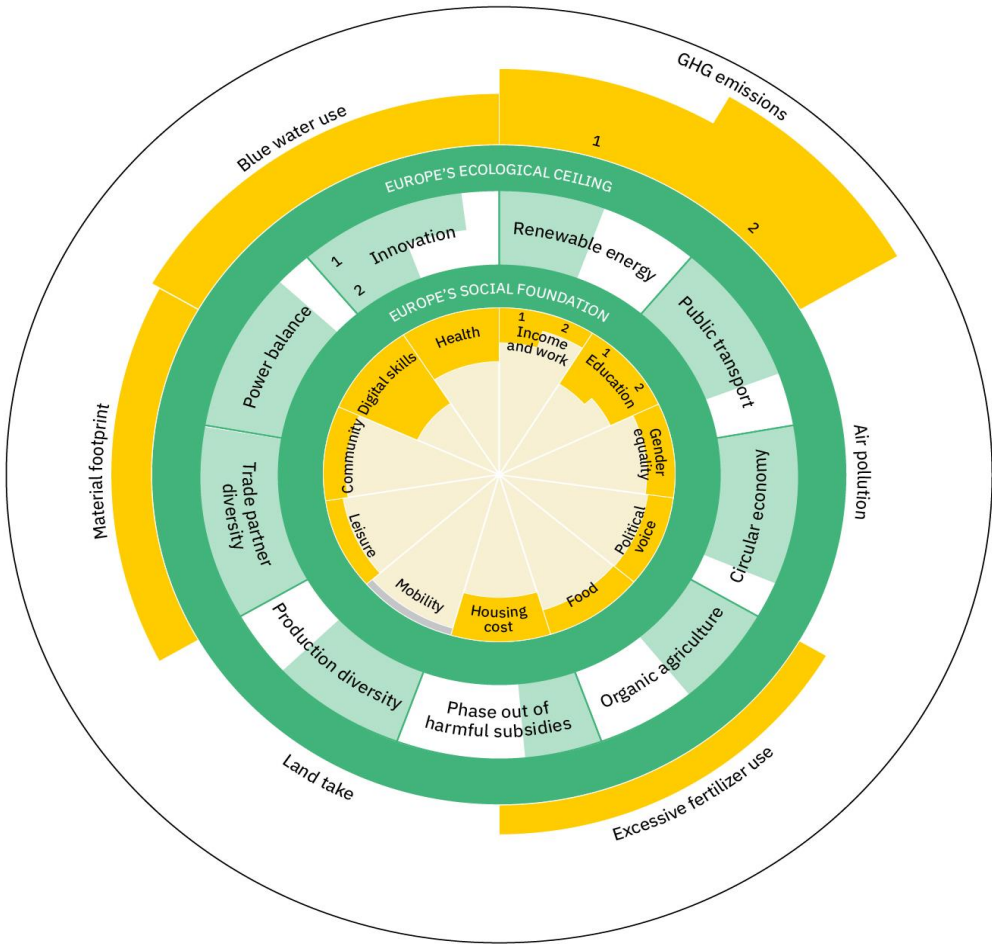 GHG emissions
1
2
Blue water use
Material footprint
Air pollution
Excessive fertilizer use
Land take
EUROPE'S ECOLOGICAL CEILING
Renewable energy
Public transport
Circular economy
Organic agriculture
Phase out of
harmful subsidies
Production diversity
Trade partner
diversity
Power balance
Innovation
1
2
EUROPE'S SOCIAL FOUNDATION
1
2
Income
and work
1
2
Education
Gender
equality
Political
voice
Food
Housing
cost
Mobility
Leisure
Community
Digital skills
Health